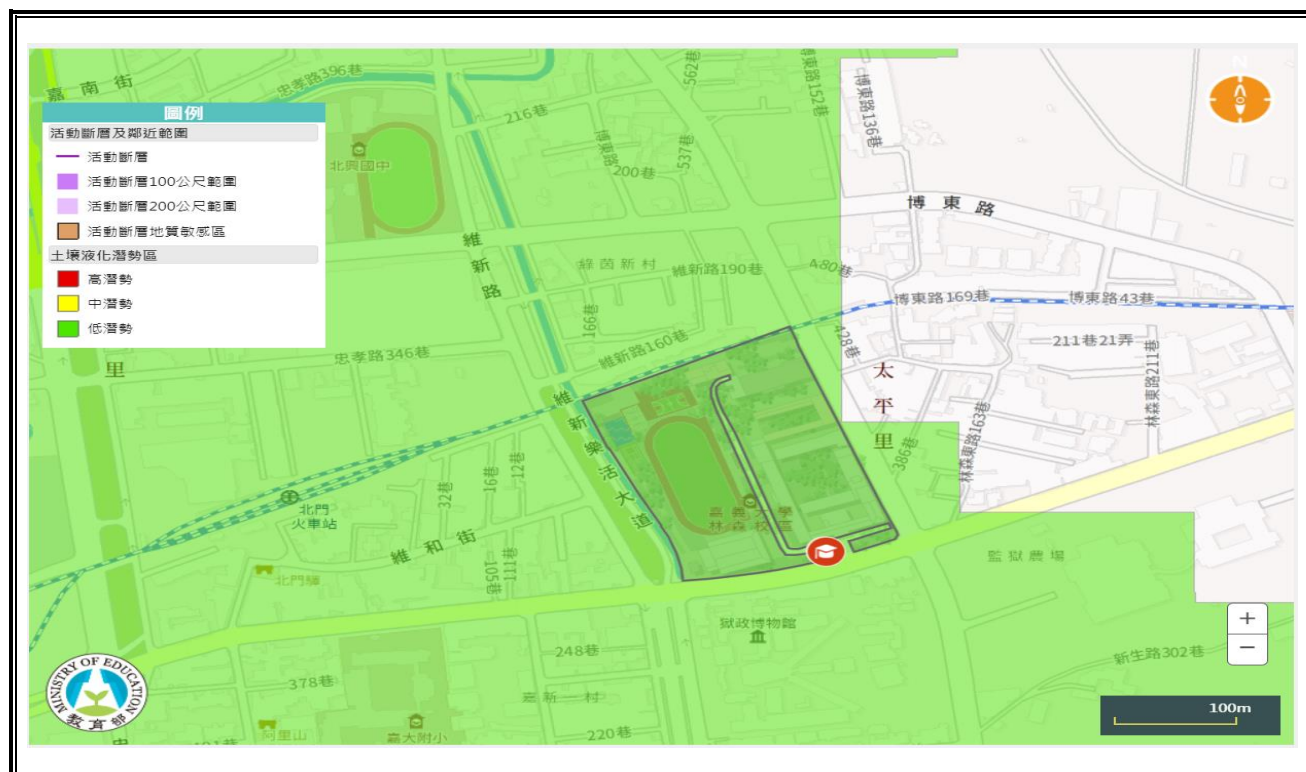 圖例
活動斷層及鄰近範圍
活動斷層
活動斷層100公尺範圍
活動斷層200公尺範圍
活動斷層地質敏感區
土壤液化潛勢區
高潛勢
中潛勢
低潛勢
嘉南街
忠孝路396巷
216巷
562巷
博東路152巷
博東路136巷
北興國中
博東路
200巷
537巷
博東路
維新路
綠茵新村
維新路190巷
A80巷
博東路169巷
博東路43巷
166巷
維新路160巷
428巷
211巷21弄
里
忠孝路346巷
太平里
林森東路211巷
維新樂活大道
林森東路163巷
386巷
32巷
16巷
12巷
北門
火車站
嘉義大學
林森校區
維和街
105巷
111巷
監獄農場
北門驛
獄政博物館
248巷
新生路302巷
378巷
嘉新一村
阿里山
嘉大附小
220巷
MINISTRY OF EDUCATION
教育部
N
+
−
100m